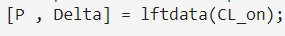 [P , Delta] = lftdata(CL_on);